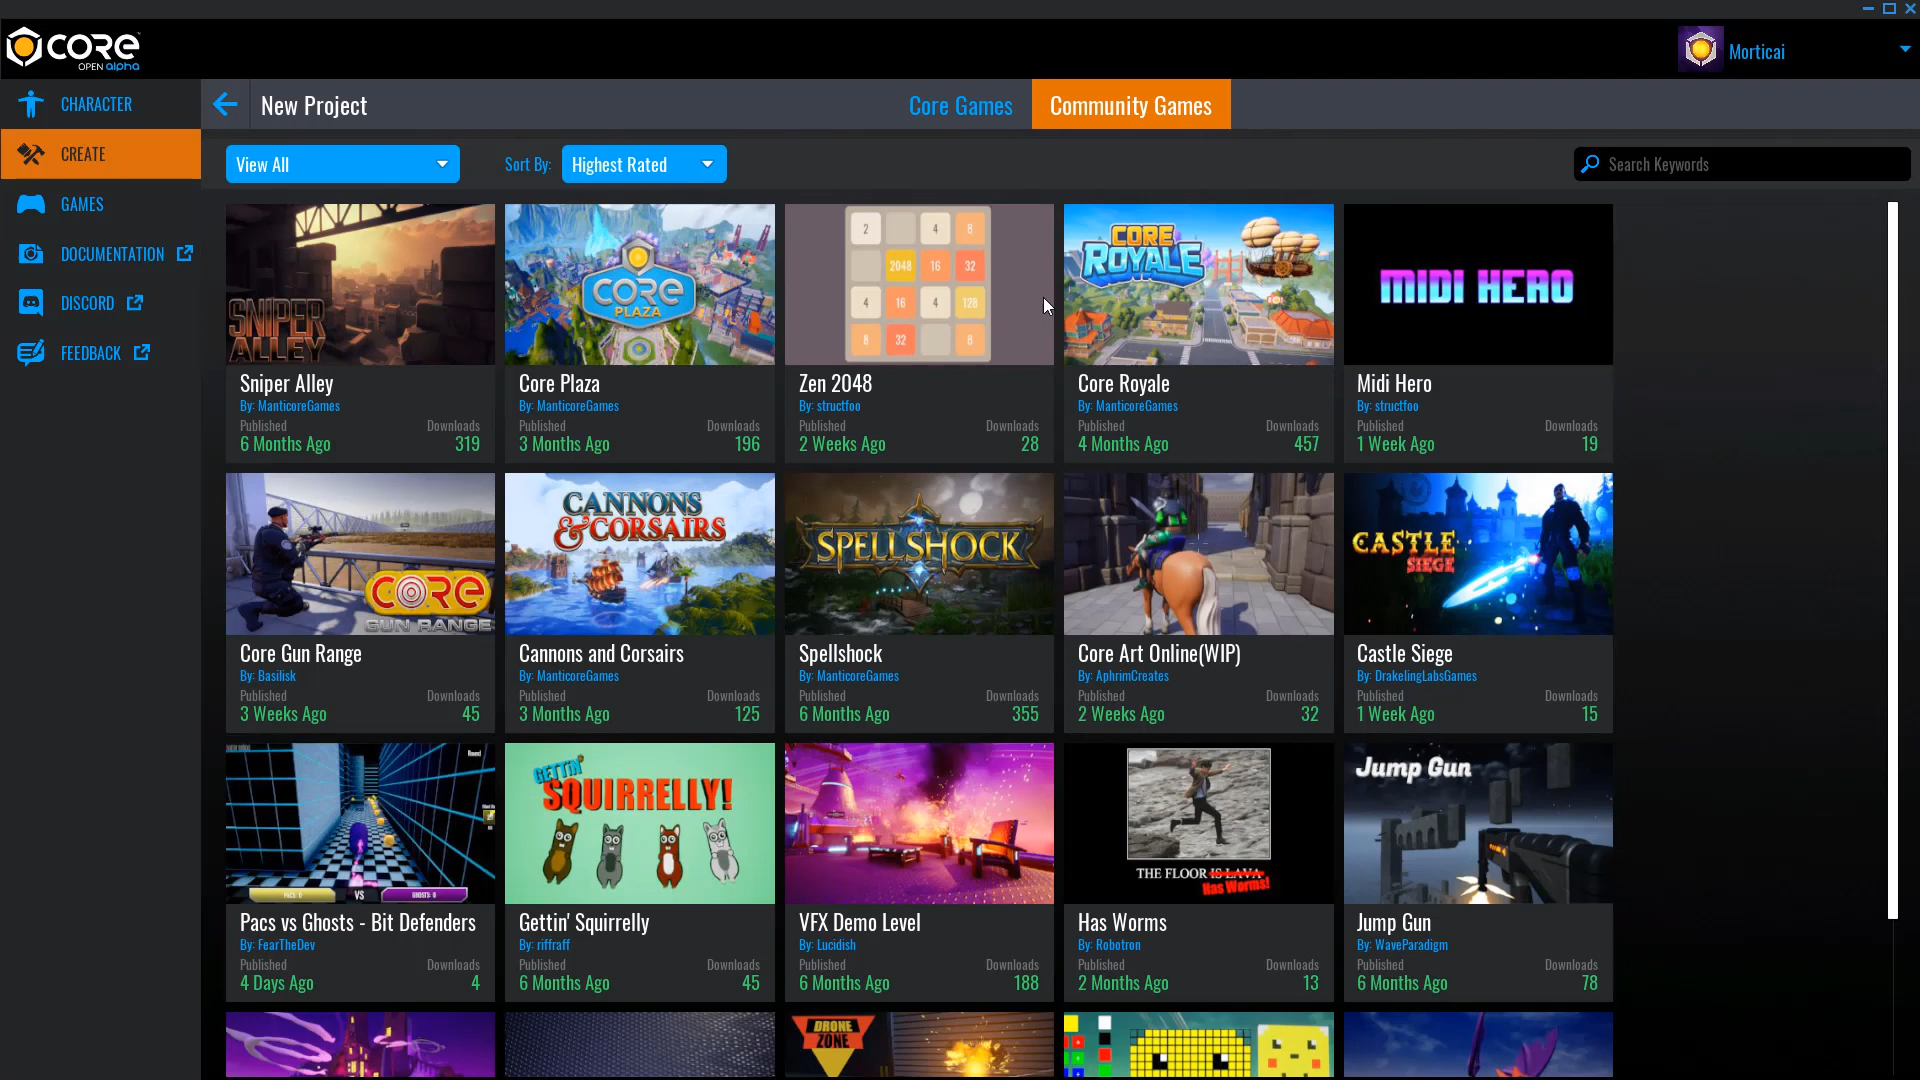 CORE
OPEN alpha
Morticai
CHARACTER
CREATE
GAMES
DOCUMENTATION
DISCORD
FEEDBACK
New Project
Core Games
Community Games
View All
Sort By:
Highest Rated
Search Keywords
SNIPER
ALLEY
Sniper Alley
By: ManticoreGames
Published
Downloads
6 Months Ago
319
CORE
PLAZA
Core Plaza
By: ManticoreGames
Published
Downloads
3 Months Ago
196
2 4 8
2048 16 32
4 16 4 128
8 32 8
Zen 2048
By: structfoo
Published
Downloads
2 Weeks Ago
28
CORE
ROYALE
Core Royale
By: ManticoreGames
Published
Downloads
4 Months Ago
457
MIDI HERO
Midi Hero
By: structfoo
Published
Downloads
1 Week Ago
19
CORE
GUN RANGE
Core Gun Range
By: Basilisk
Published
Downloads
3 Weeks Ago
45
CANNONS
& CORSAIRS
Cannons and Corsairs
By: ManticoreGames
Published
Downloads
3 Months Ago
125
SPELLSHOCK
Spellshock
By: ManticoreGames
Published
Downloads
6 Months Ago
355
Core Art Online(WIP)
By: AphrimCreates
Published
Downloads
2 Weeks Ago
32
CASTLE
SIEGE
Castle Siege
By: DrakelingLabsGames
Published
Downloads
1 Week Ago
15
Round
PACS: 0
VS
GHOSTS: 0
Pacs vs Ghosts - Bit Defenders
By: FearTheDev
Published
Downloads
4 Days Ago
4
GETTIN'
SQUIRRELLY!
Gettin' Squirrelly
By: riffraff
Published
Downloads
6 Months Ago
45
VFX Demo Level
By: Lucidish
Published
Downloads
6 Months Ago
188
THE FLOOR IS LAVA
Has Worms!
Has Worms
By: Robotron
Published
Downloads
2 Months Ago
13
Jump Gun
Jump Gun
By: WaveParadigm
Published
Downloads
6 Months Ago
78
DRONE
ZONE